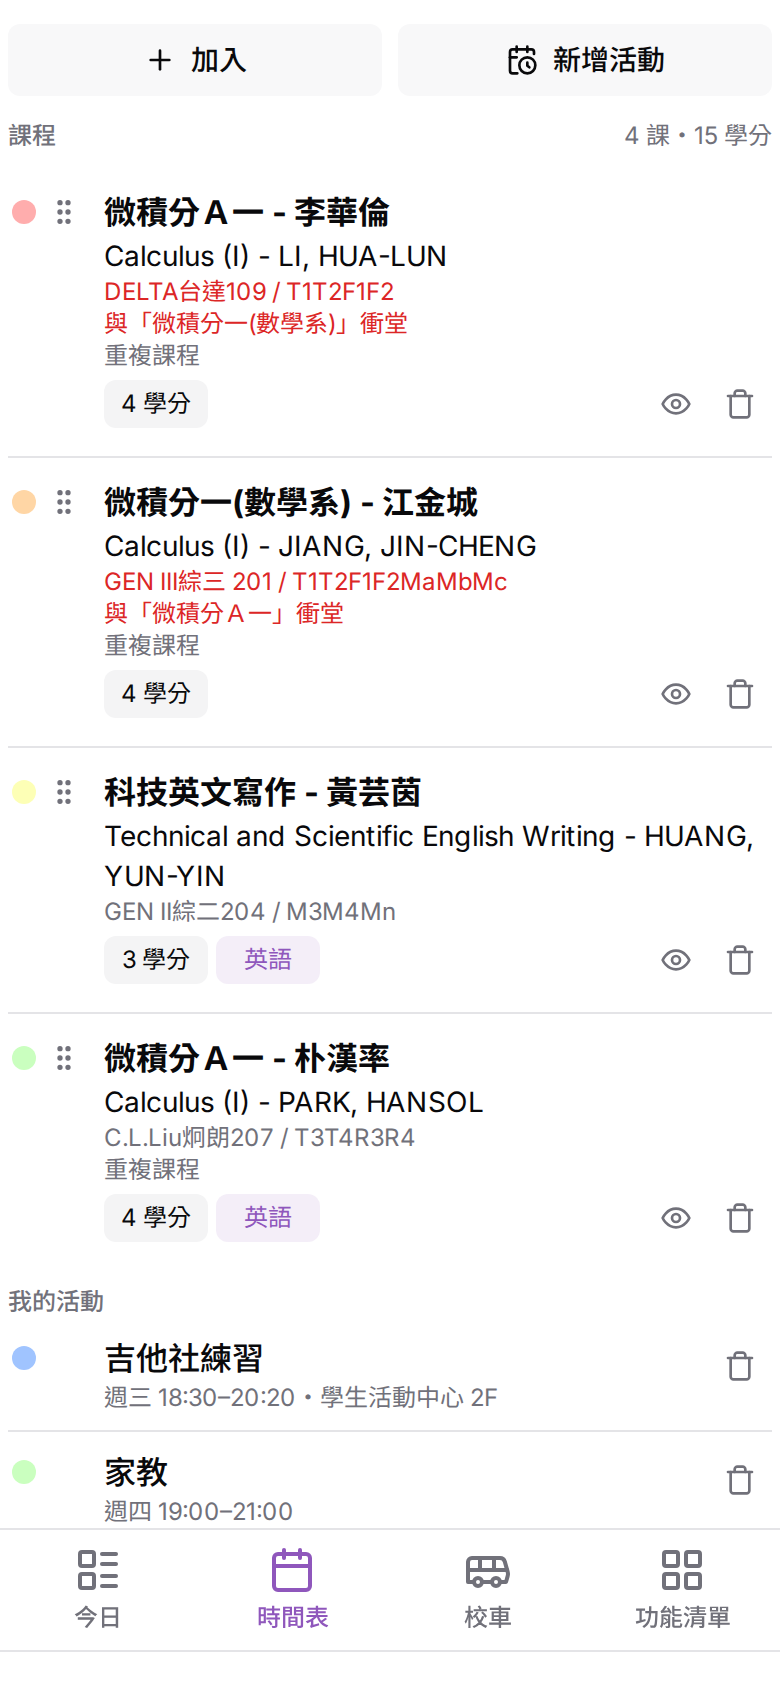 加入
新增活動
課程
4 課・15 學分
微積分Ａ一 - 李華倫
Calculus (I) - LI, HUA-LUN
DELTA台達109 / T1T2F1F2
與「微積分一(數學系)」衝堂
重複課程
4 學分
微積分一(數學系) - 江金城
Calculus (I) - JIANG, JIN-CHENG
GEN III綜三 201 / T1T2F1F2MaMbMc
與「微積分Ａ一」衝堂
重複課程
4 學分
科技英文寫作 - 黃芸茵
Technical and Scientific English Writing - HUANG,
YUN-YIN
GEN II綜二204 / M3M4Mn
3 學分
英語
微積分Ａ一 - 朴漢率
Calculus (I) - PARK, HANSOL
C.L.Liu炯朗207 / T3T4R3R4
重複課程
4 學分
英語
我的活動
吉他社練習
週三 18:30–20:20・學生活動中心 2F
家教
週四 19:00–21:00
今日
時間表
校車
功能清單